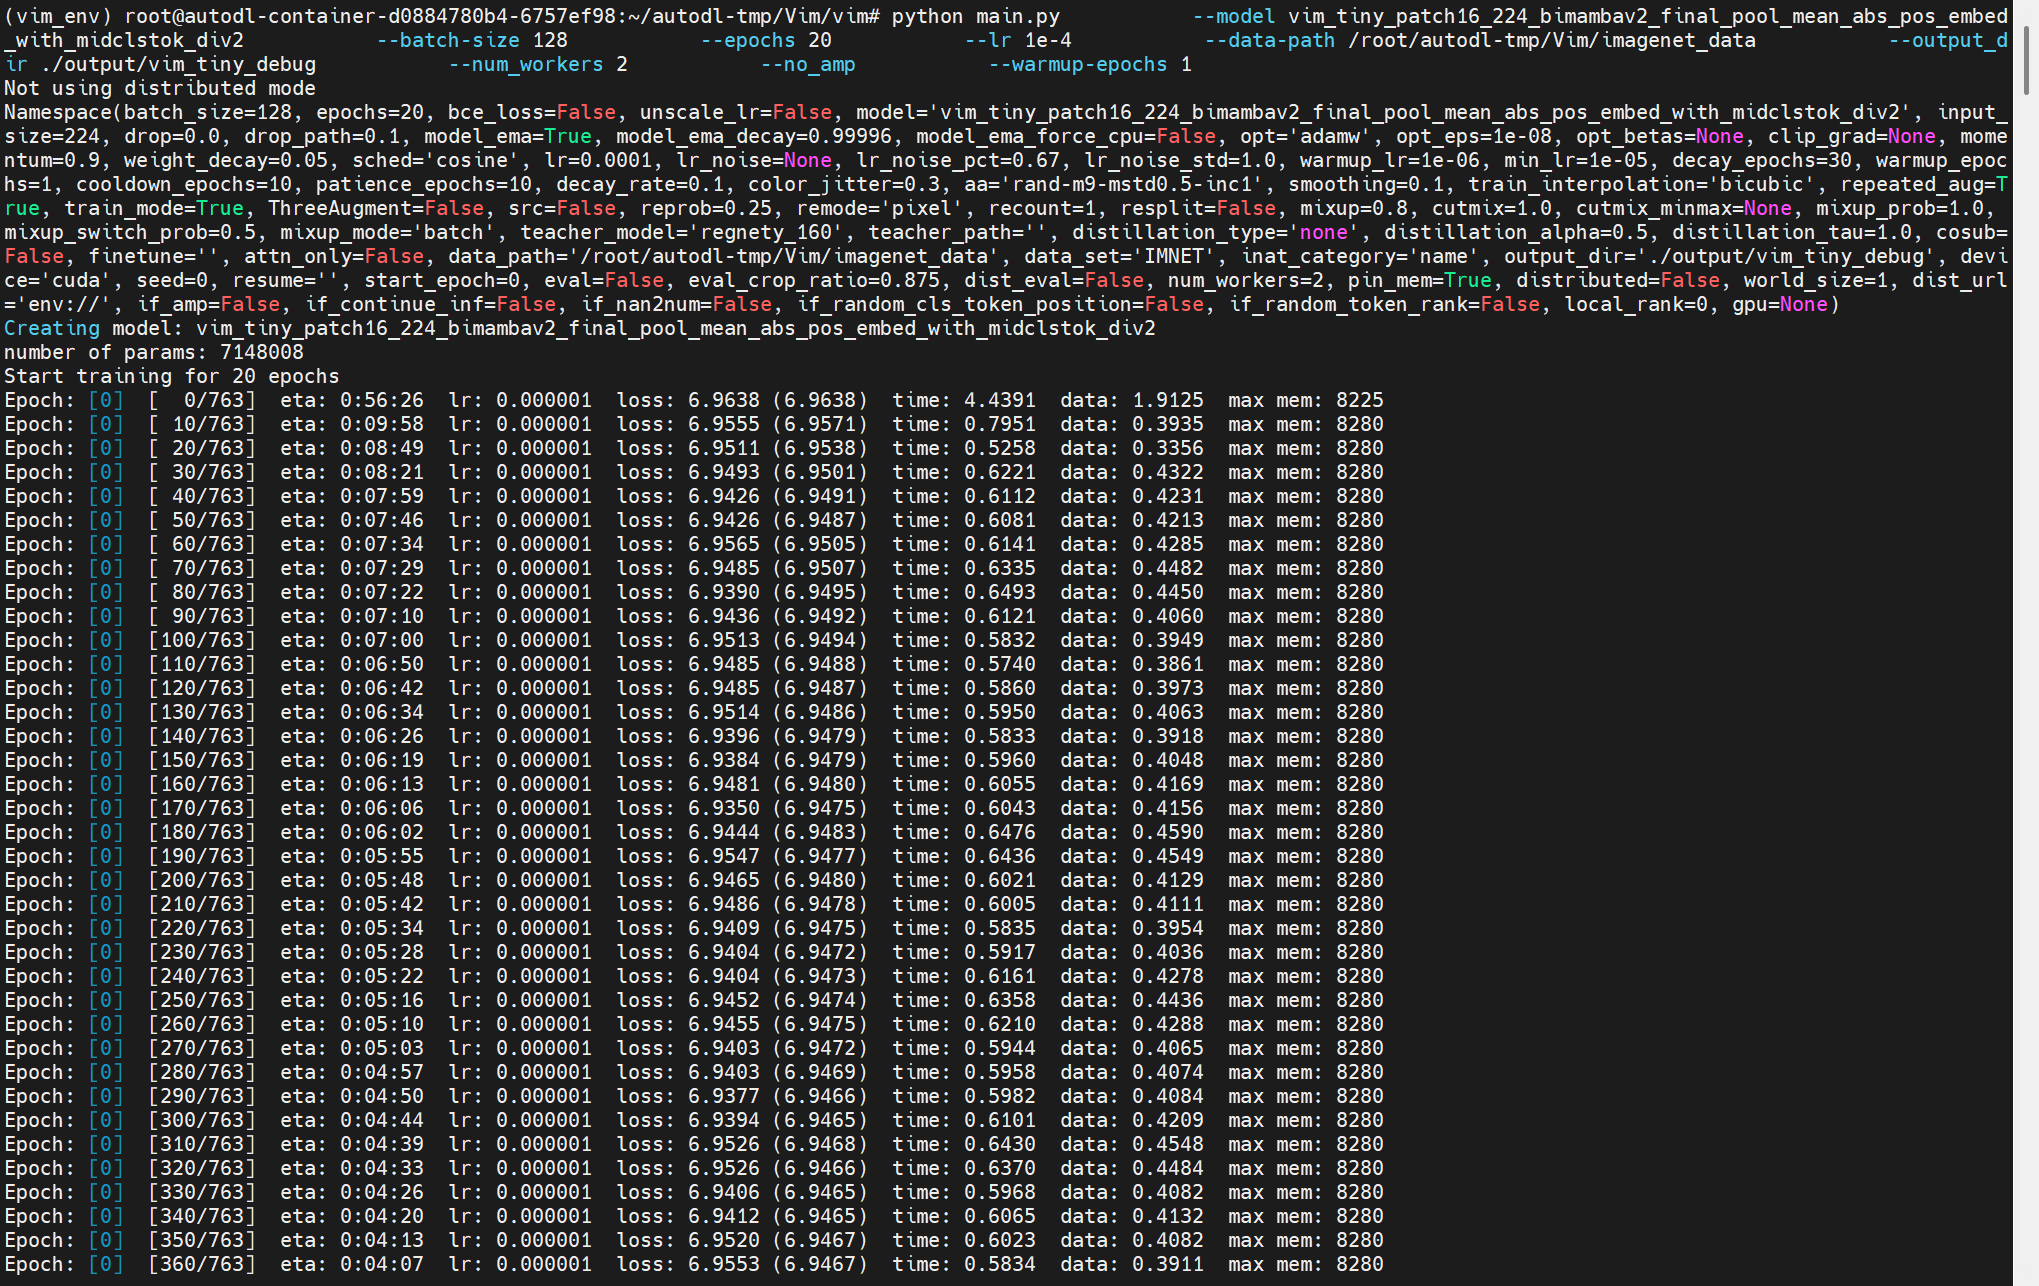 (vim_env) root@autodl-container-d0884780b4-6757ef98:~/autodl-tmp/Vim/vim# python main.py           --model vim_tiny_patch16_224_bimambav2_final_pool_mean_abs_pos_embed
_with_midclstok_div2           --batch-size 128           --epochs 20           --lr 1e-4           --data-path /root/autodl-tmp/Vim/imagenet_data           --output_d
ir ./output/vim_tiny_debug           --num_workers 2           --no_amp           --warmup-epochs 1
Not using distributed mode
Namespace(batch_size=128, epochs=20, bce_loss=False, unscale_lr=False, model='vim_tiny_patch16_224_bimambav2_final_pool_mean_abs_pos_embed_with_midclstok_div2', input_
size=224, drop=0.0, drop_path=0.1, model_ema=True, model_ema_decay=0.99996, model_ema_force_cpu=False, opt='adamw', opt_eps=1e-08, opt_betas=None, clip_grad=None, mome
ntum=0.9, weight_decay=0.05, sched='cosine', lr=0.0001, lr_noise=None, lr_noise_pct=0.67, lr_noise_std=1.0, warmup_lr=1e-06, min_lr=1e-05, decay_epochs=30, warmup_epoc
hs=1, cooldown_epochs=10, patience_epochs=10, decay_rate=0.1, color_jitter=0.3, aa='rand-m9-mstd0.5-inc1', smoothing=0.1, train_interpolation='bicubic', repeated_aug=T
rue, train_mode=True, ThreeAugment=False, src=False, reprob=0.25, remode='pixel', recount=1, resplit=False, mixup=0.8, cutmix=1.0, cutmix_minmax=None, mixup_prob=1.0,
mixup_switch_prob=0.5, mixup_mode='batch', teacher_model='regnety_160', teacher_path='', distillation_type='none', distillation_alpha=0.5, distillation_tau=1.0, cosub=
False, finetune='', attn_only=False, data_path='/root/autodl-tmp/Vim/imagenet_data', data_set='IMNET', inat_category='name', output_dir='./output/vim_tiny_debug', devi
ce='cuda', seed=0, resume='', start_epoch=0, eval=False, eval_crop_ratio=0.875, dist_eval=False, num_workers=2, pin_mem=True, distributed=False, world_size=1, dist_url
='env://', if_amp=False, if_continue_inf=False, if_nan2num=False, if_random_cls_token_position=False, if_random_token_rank=False, local_rank=0, gpu=None)
Creating model: vim_tiny_patch16_224_bimambav2_final_pool_mean_abs_pos_embed_with_midclstok_div2
number of params: 7148008
Start training for 20 epochs
Epoch: [0]  [  0/763]  eta: 0:56:26  lr: 0.000001  loss: 6.9638 (6.9638)  time: 4.4391  data: 1.9125  max mem: 8225
Epoch: [0]  [ 10/763]  eta: 0:09:58  lr: 0.000001  loss: 6.9555 (6.9571)  time: 0.7951  data: 0.3935  max mem: 8280
Epoch: [0]  [ 20/763]  eta: 0:08:49  lr: 0.000001  loss: 6.9511 (6.9538)  time: 0.5258  data: 0.3356  max mem: 8280
Epoch: [0]  [ 30/763]  eta: 0:08:21  lr: 0.000001  loss: 6.9493 (6.9501)  time: 0.6221  data: 0.4322  max mem: 8280
Epoch: [0]  [ 40/763]  eta: 0:07:59  lr: 0.000001  loss: 6.9426 (6.9491)  time: 0.6112  data: 0.4231  max mem: 8280
Epoch: [0]  [ 50/763]  eta: 0:07:46  lr: 0.000001  loss: 6.9426 (6.9487)  time: 0.6081  data: 0.4213  max mem: 8280
Epoch: [0]  [ 60/763]  eta: 0:07:34  lr: 0.000001  loss: 6.9565 (6.9505)  time: 0.6141  data: 0.4285  max mem: 8280
Epoch: [0]  [ 70/763]  eta: 0:07:29  lr: 0.000001  loss: 6.9485 (6.9507)  time: 0.6335  data: 0.4482  max mem: 8280
Epoch: [0]  [ 80/763]  eta: 0:07:22  lr: 0.000001  loss: 6.9390 (6.9495)  time: 0.6493  data: 0.4450  max mem: 8280
Epoch: [0]  [ 90/763]  eta: 0:07:10  lr: 0.000001  loss: 6.9436 (6.9492)  time: 0.6121  data: 0.4060  max mem: 8280
Epoch: [0]  [100/763]  eta: 0:07:00  lr: 0.000001  loss: 6.9513 (6.9494)  time: 0.5832  data: 0.3949  max mem: 8280
Epoch: [0]  [110/763]  eta: 0:06:50  lr: 0.000001  loss: 6.9485 (6.9488)  time: 0.5740  data: 0.3861  max mem: 8280
Epoch: [0]  [120/763]  eta: 0:06:42  lr: 0.000001  loss: 6.9485 (6.9487)  time: 0.5860  data: 0.3973  max mem: 8280
Epoch: [0]  [130/763]  eta: 0:06:34  lr: 0.000001  loss: 6.9514 (6.9486)  time: 0.5950  data: 0.4063  max mem: 8280
Epoch: [0]  [140/763]  eta: 0:06:26  lr: 0.000001  loss: 6.9396 (6.9479)  time: 0.5833  data: 0.3918  max mem: 8280
Epoch: [0]  [150/763]  eta: 0:06:19  lr: 0.000001  loss: 6.9384 (6.9479)  time: 0.5960  data: 0.4048  max mem: 8280
Epoch: [0]  [160/763]  eta: 0:06:13  lr: 0.000001  loss: 6.9481 (6.9480)  time: 0.6055  data: 0.4169  max mem: 8280
Epoch: [0]  [170/763]  eta: 0:06:06  lr: 0.000001  loss: 6.9350 (6.9475)  time: 0.6043  data: 0.4156  max mem: 8280
Epoch: [0]  [180/763]  eta: 0:06:02  lr: 0.000001  loss: 6.9444 (6.9483)  time: 0.6476  data: 0.4590  max mem: 8280
Epoch: [0]  [190/763]  eta: 0:05:55  lr: 0.000001  loss: 6.9547 (6.9477)  time: 0.6436  data: 0.4549  max mem: 8280
Epoch: [0]  [200/763]  eta: 0:05:48  lr: 0.000001  loss: 6.9465 (6.9480)  time: 0.6021  data: 0.4129  max mem: 8280
Epoch: [0]  [210/763]  eta: 0:05:42  lr: 0.000001  loss: 6.9486 (6.9478)  time: 0.6005  data: 0.4111  max mem: 8280
Epoch: [0]  [220/763]  eta: 0:05:34  lr: 0.000001  loss: 6.9409 (6.9475)  time: 0.5835  data: 0.3954  max mem: 8280
Epoch: [0]  [230/763]  eta: 0:05:28  lr: 0.000001  loss: 6.9404 (6.9472)  time: 0.5917  data: 0.4036  max mem: 8280
Epoch: [0]  [240/763]  eta: 0:05:22  lr: 0.000001  loss: 6.9404 (6.9473)  time: 0.6161  data: 0.4278  max mem: 8280
Epoch: [0]  [250/763]  eta: 0:05:16  lr: 0.000001  loss: 6.9452 (6.9474)  time: 0.6358  data: 0.4436  max mem: 8280
Epoch: [0]  [260/763]  eta: 0:05:10  lr: 0.000001  loss: 6.9455 (6.9475)  time: 0.6210  data: 0.4288  max mem: 8280
Epoch: [0]  [270/763]  eta: 0:05:03  lr: 0.000001  loss: 6.9403 (6.9472)  time: 0.5944  data: 0.4065  max mem: 8280
Epoch: [0]  [280/763]  eta: 0:04:57  lr: 0.000001  loss: 6.9403 (6.9469)  time: 0.5958  data: 0.4074  max mem: 8280
Epoch: [0]  [290/763]  eta: 0:04:50  lr: 0.000001  loss: 6.9377 (6.9466)  time: 0.5982  data: 0.4084  max mem: 8280
Epoch: [0]  [300/763]  eta: 0:04:44  lr: 0.000001  loss: 6.9394 (6.9465)  time: 0.6101  data: 0.4209  max mem: 8280
Epoch: [0]  [310/763]  eta: 0:04:39  lr: 0.000001  loss: 6.9526 (6.9468)  time: 0.6430  data: 0.4548  max mem: 8280
Epoch: [0]  [320/763]  eta: 0:04:33  lr: 0.000001  loss: 6.9526 (6.9466)  time: 0.6370  data: 0.4484  max mem: 8280
Epoch: [0]  [330/763]  eta: 0:04:26  lr: 0.000001  loss: 6.9406 (6.9465)  time: 0.5968  data: 0.4082  max mem: 8280
Epoch: [0]  [340/763]  eta: 0:04:20  lr: 0.000001  loss: 6.9412 (6.9465)  time: 0.6065  data: 0.4132  max mem: 8280
Epoch: [0]  [350/763]  eta: 0:04:13  lr: 0.000001  loss: 6.9520 (6.9467)  time: 0.6023  data: 0.4082  max mem: 8280
Epoch: [0]  [360/763]  eta: 0:04:07  lr: 0.000001  loss: 6.9553 (6.9467)  time: 0.5834  data: 0.3911  max mem: 8280